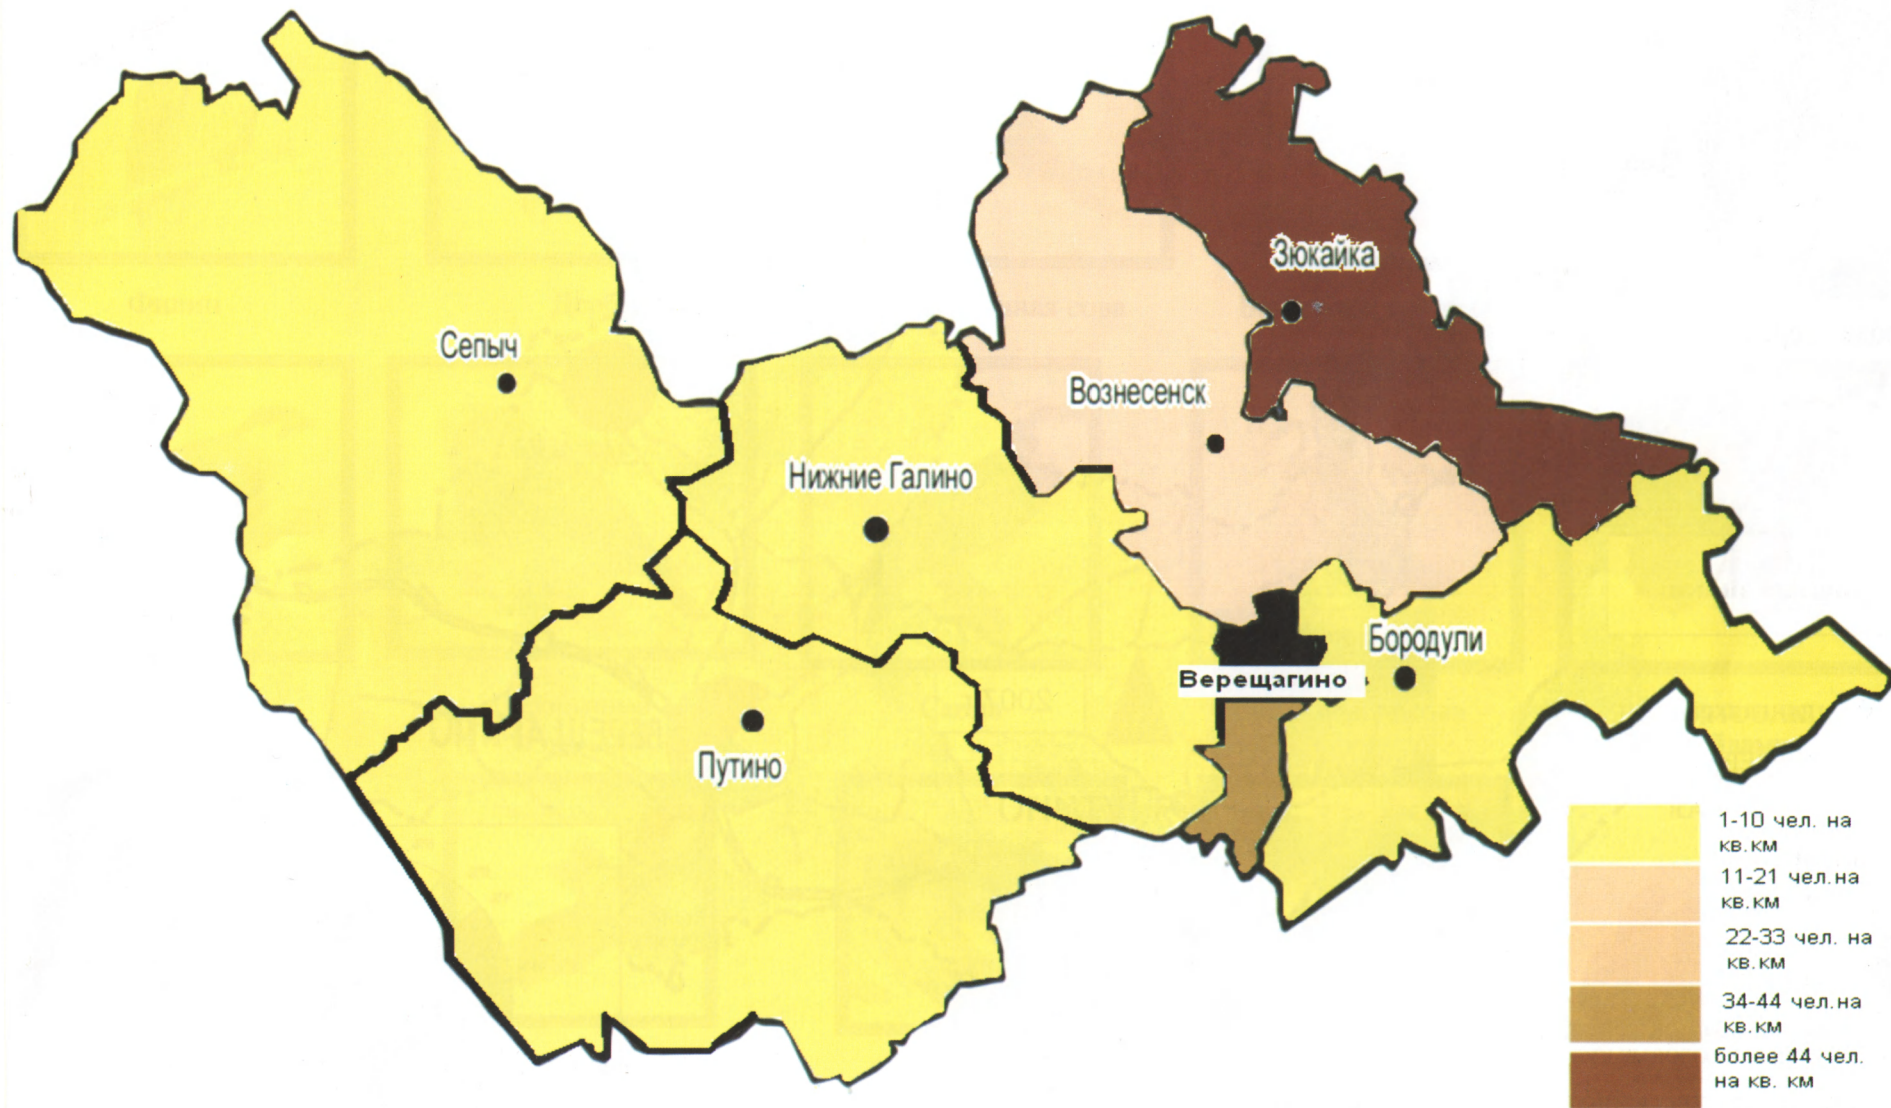 Зюкайка
Сепыч
Вознесенск
Нижние Галино
Бородули
Верещагино
Путино
1-10 чел. на
кв.км
11-21 чел.на
кв.км
22-33 чел. на
кв.км
34-44 чел.на
кв.км
более 44 чел.
на кв. км